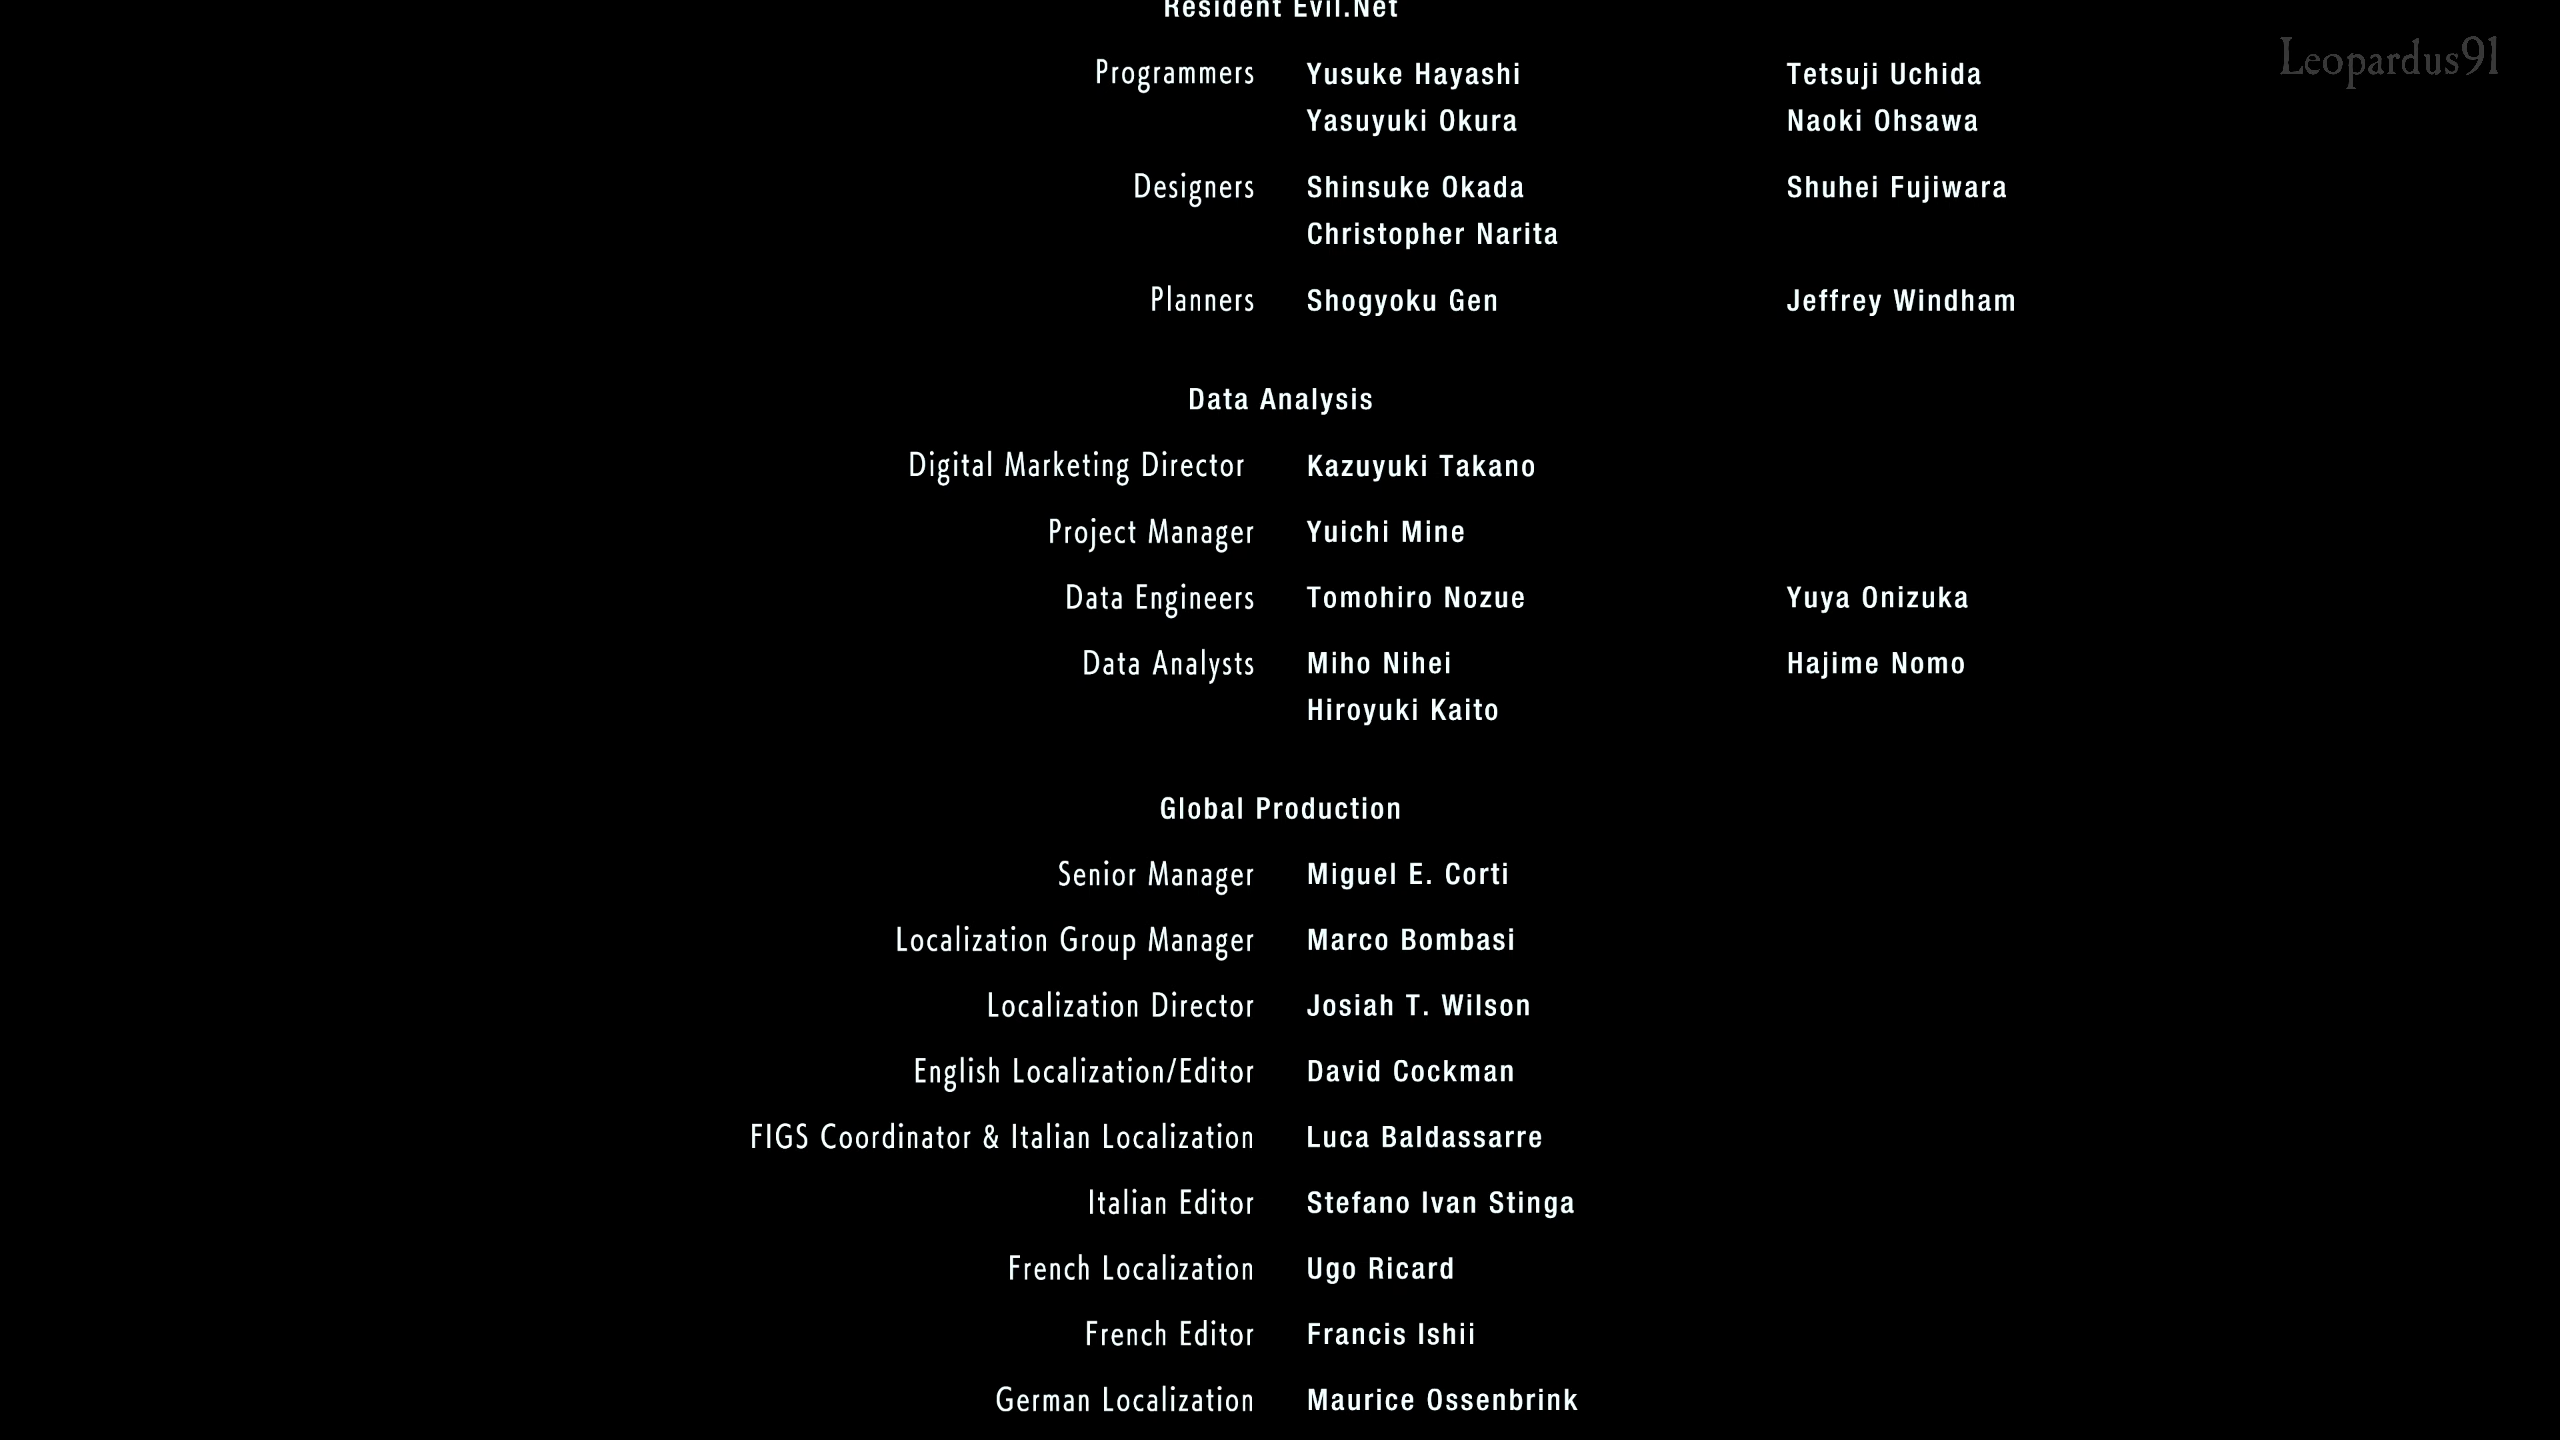 Resident Evil.Net
Leopardus91
Programmers Yusuke Hayashi Tetsuji Uchida
Yasuyuki Okura Naoki Ohsawa
Designers Shinsuke Okada Shuhei Fujiwara
Christopher Narita
Planners Shogyoku Gen Jeffrey Windham
Data Analysis
Digital Marketing Director Kazuyuki Takano
Project Manager Yuichi Mine
Data Engineers Tomohiro Nozue Yuya Onizuka
Data Analysts Miho Nihei Hajime Nomo
Hiroyuki Kaito
Global Production
Senior Manager Miguel E. Corti
Localization Group Manager Marco Bombasi
Localization Director Josiah T. Wilson
English Localization/Editor David Cockman
FIGS Coordinator & Italian Localization Luca Baldassarre
Italian Editor Stefano Ivan Stinga
French Localization Ugo Ricard
French Editor Francis Ishii
German Localization Maurice Ossenbrink